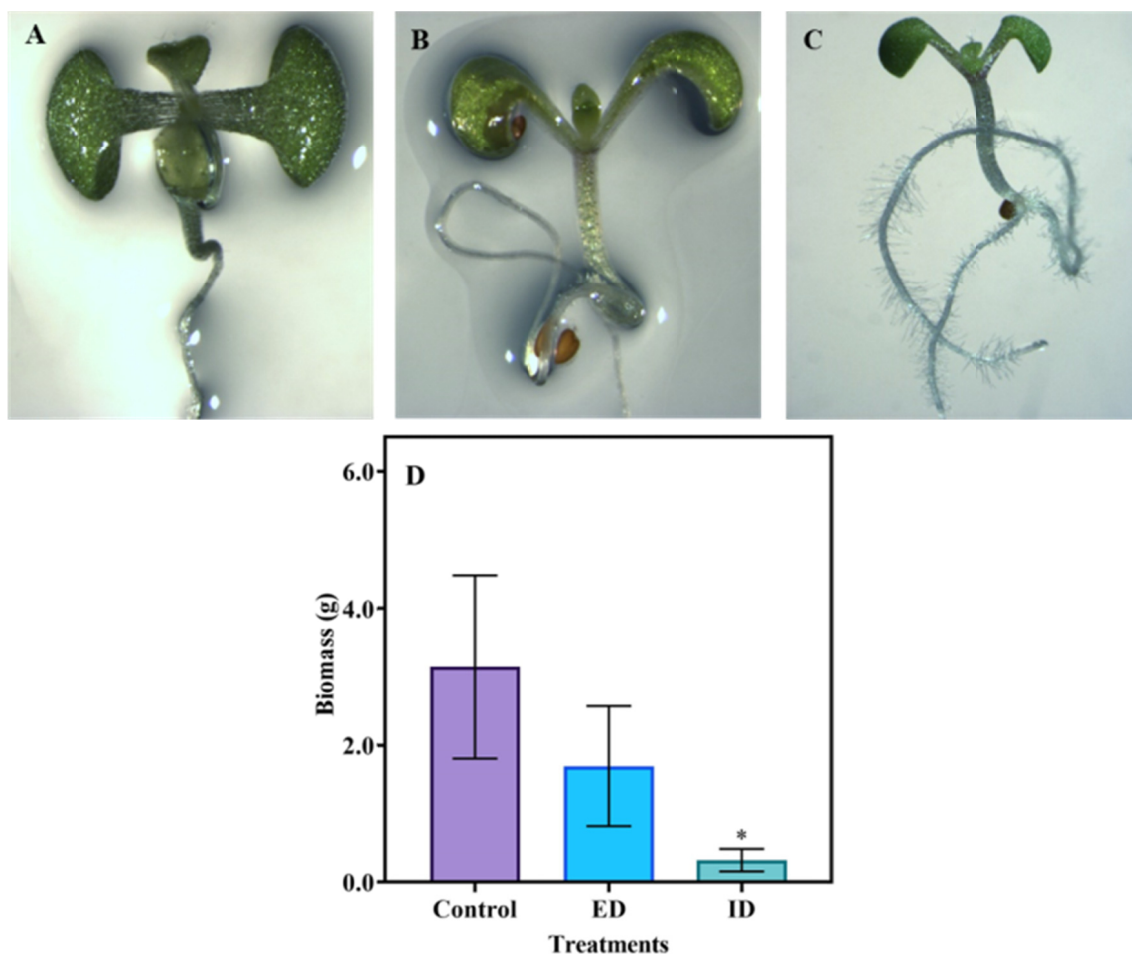 A
B
C
D
6.0
4.0
2.0
0.0
Biomass (g)
*
Control ED ID
Treatments